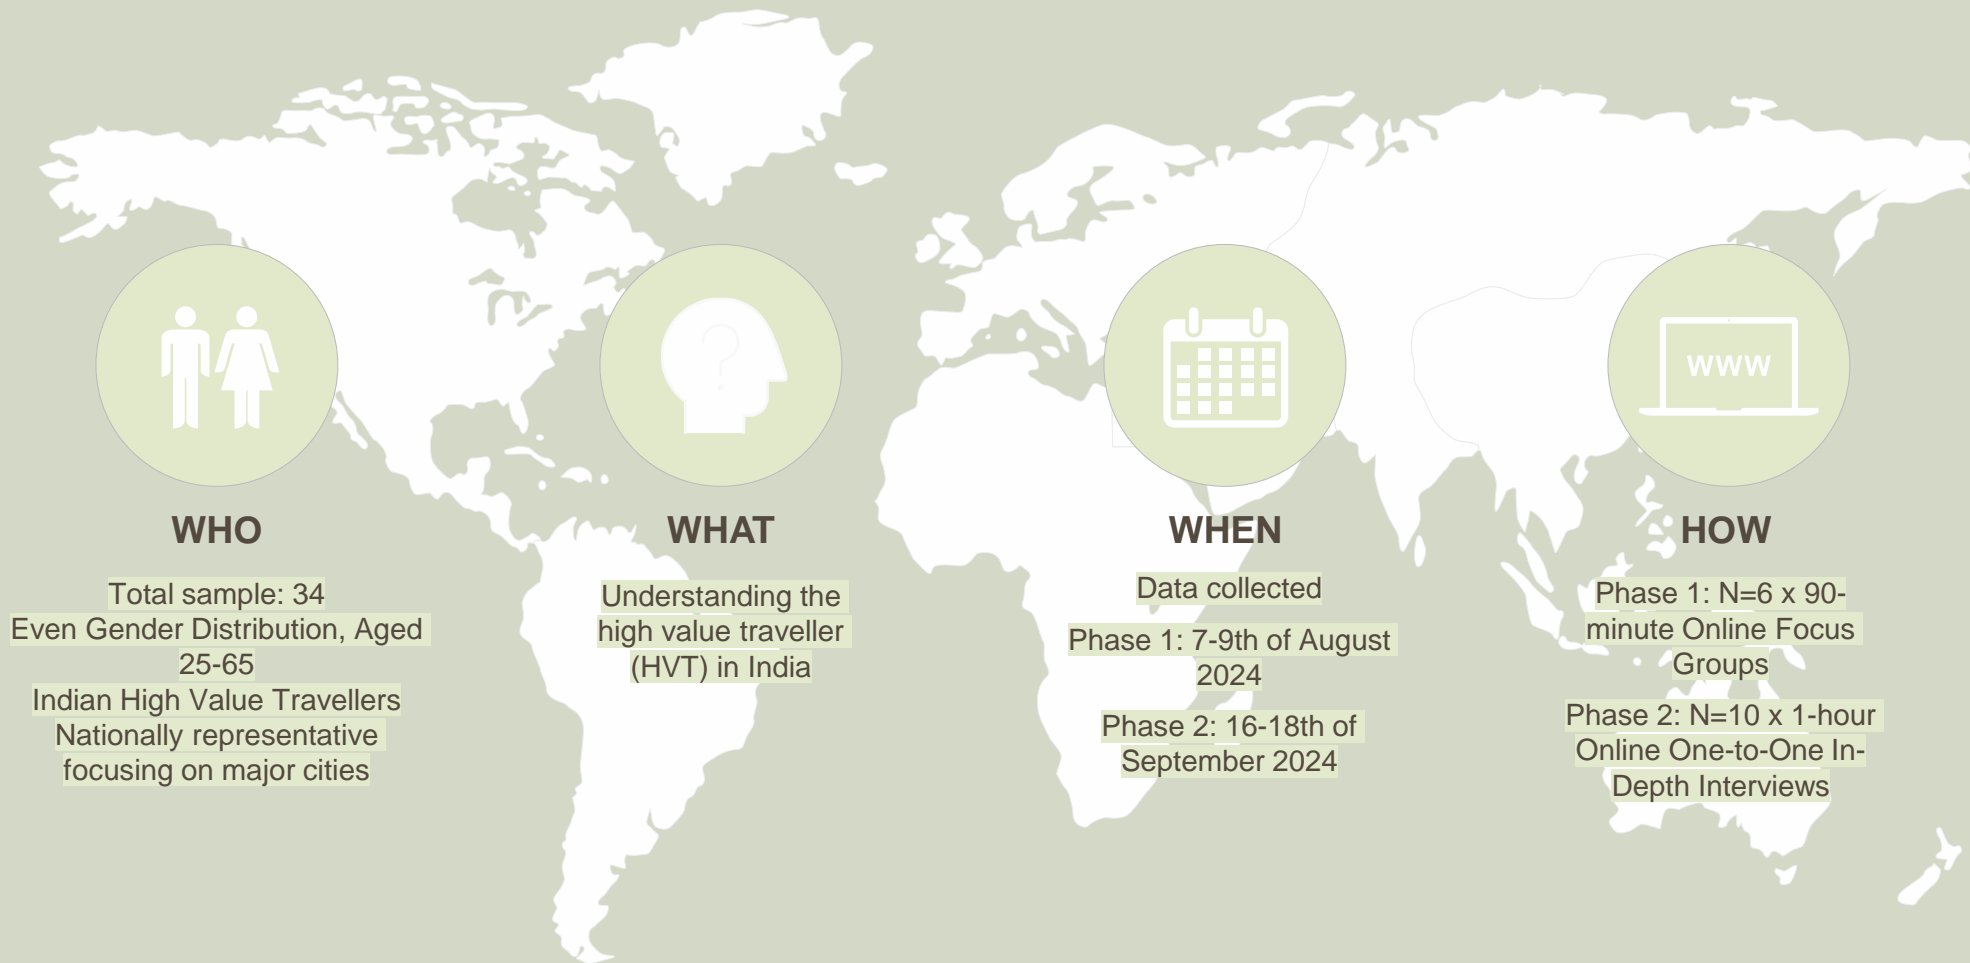 WWW
WHO
Total sample: 34
Even Gender Distribution, Aged
25-65
Indian High Value Travellers
Nationally representative
focusing on major cities
WHAT
Understanding the
high value traveller
(HVT) in India
WHEN
Data collected
Phase 1: 7-9th of August
2024
Phase 2: 16-18th of
September 2024
HOW
Phase 1: N=6 x 90-
minute Online Focus
Groups
Phase 2: N=10 x 1-hour
Online One-to-One In-
Depth Interviews